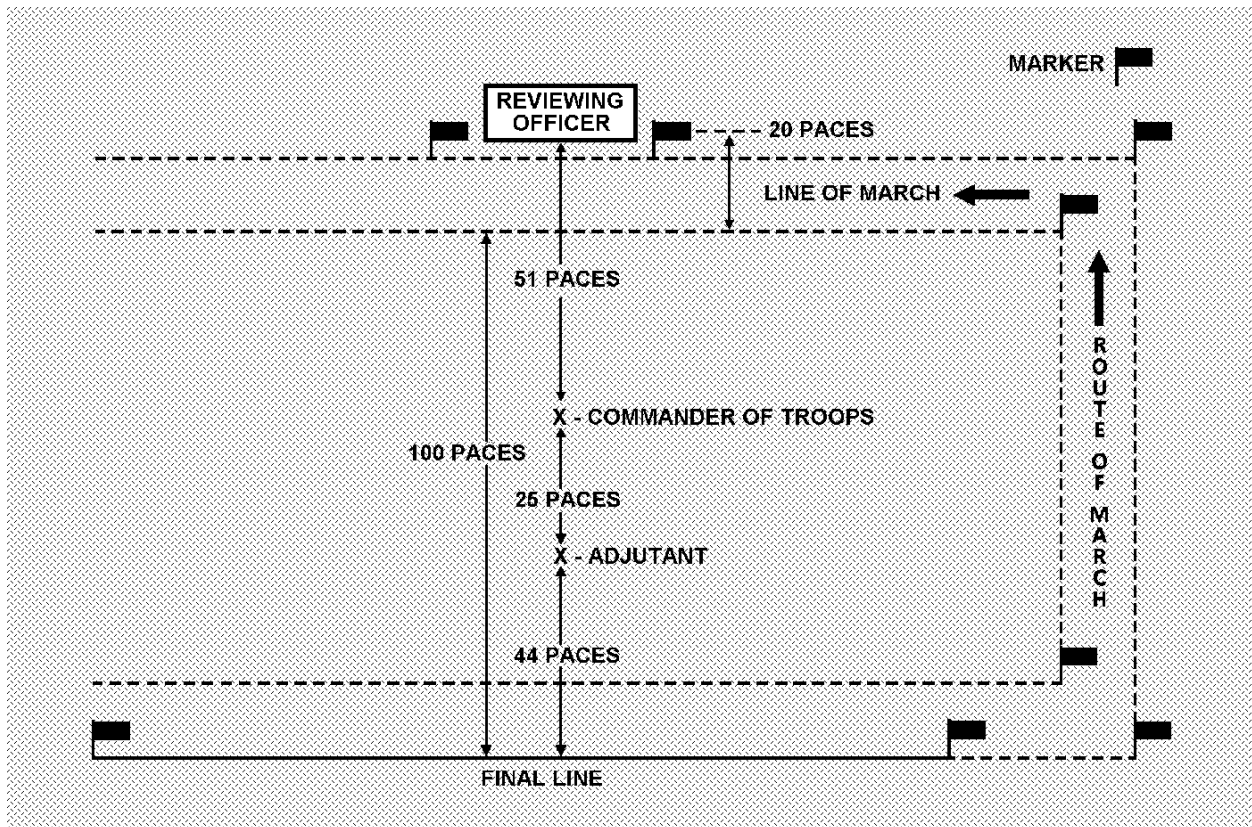 MARKER
REVIEWING
OFFICER
20 PACES
LINE OF MARCH
51 PACES
X - COMMANDER OF TROOPS
100 PACES
25 PACES
X - ADJUTANT
44 PACES
ROUTE OF MARCH
FINAL LINE